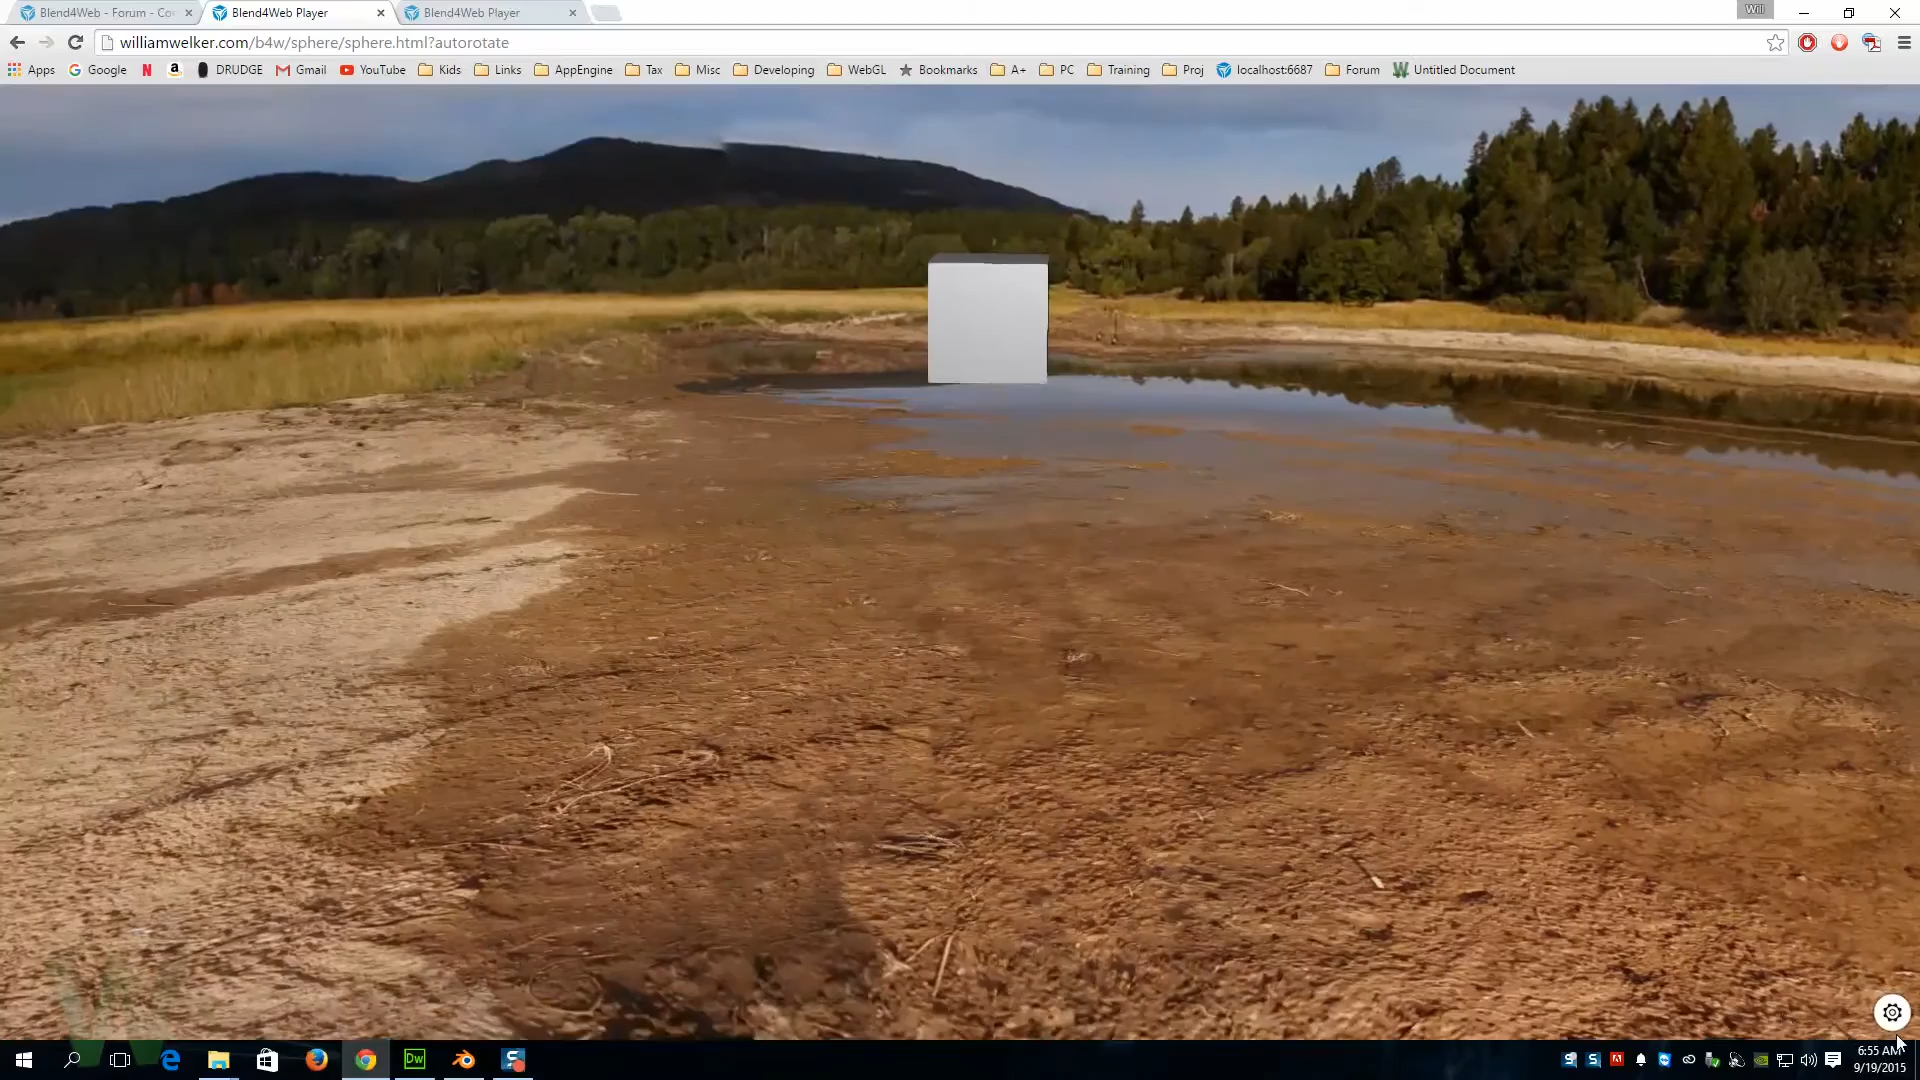 Blend4Web - Forum - Co
Blend4Web Player
Blend4Web Player
Will
williamwelker.com/b4w/sphere/sphere.html?autorotate
Apps Google N a DRUDGE Gmail YouTube Kids Links AppEngine Tax Misc Developing WebGL Bookmarks A+ PC Training Proj localhost:6687 Forum Untitled Document
W
Dw
6:55 AM
9/19/2015